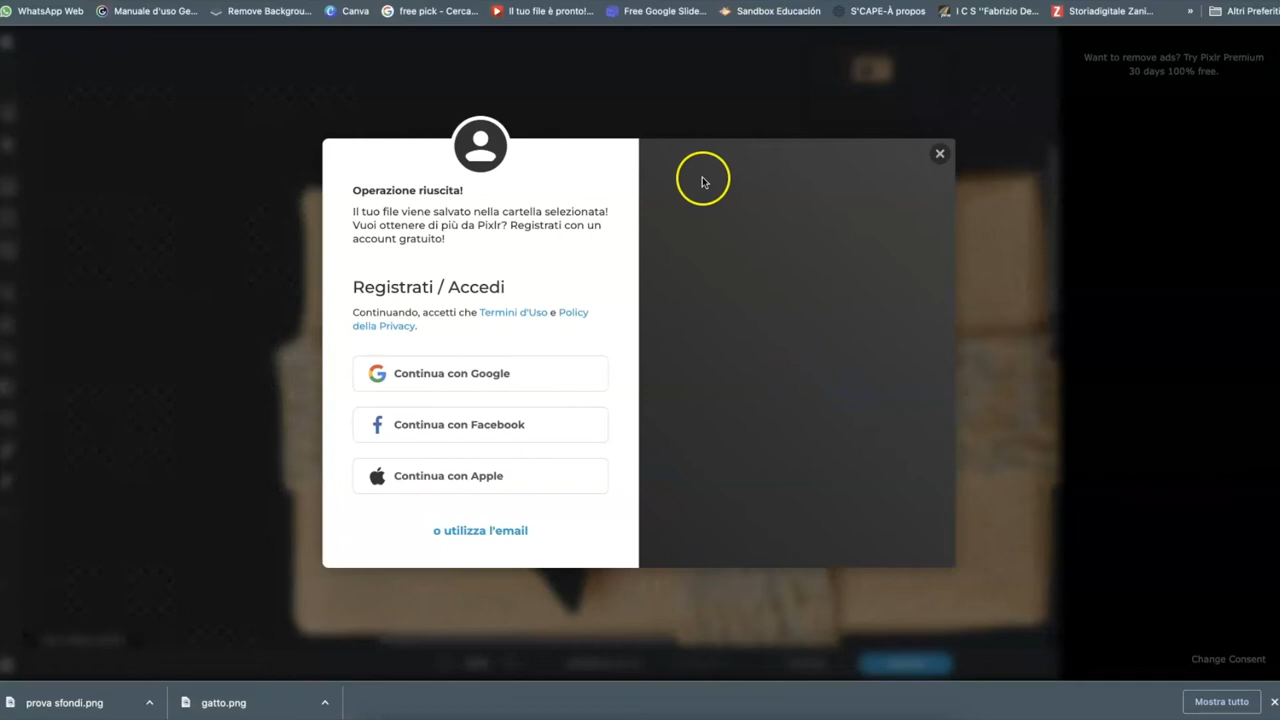 WhatsApp Web
Manuale d'uso Ge...
Remove Backgrou...
Canva
free pick - Cerca...
Il tuo file è pronto!...
Free Google Slide...
Sandbox Educación
S'CAPE-À propos
I C S "Fabrizio De...
Storiadigitale Zani...
»
Altri Preferiti
Want to remove ads? Try Pixlr Premium
30 days 100% free.
Operazione riuscita!
Il tuo file viene salvato nella cartella selezionata!
Vuoi ottenere di più da Pixlr? Registrati con un
account gratuito!
Registrati / Accedi
Continuando, accetti che Termini d'Uso e Policy
della Privacy.
Continua con Google
Continua con Facebook
Continua con Apple
o utilizza l'email
Change Consent
prova sfondi.png
gatto.png
Mostra tutto